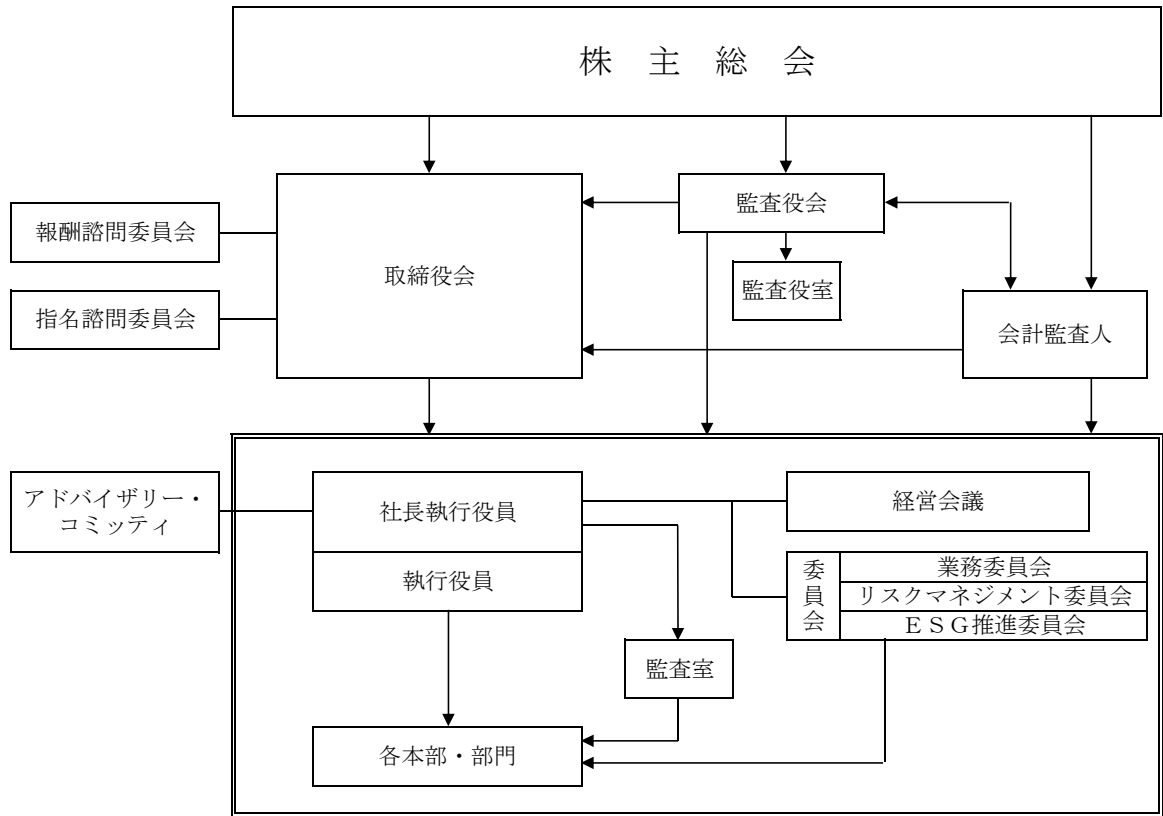 株 主 総 会
監査役会
報酬諮問委員会
取締役会
監査役室
指名諮問委員会
会計監査人
アドバイザリー・
コミッティ
社長執行役員
経営会議
執行役員
委員会
業務委員会
リスクマネジメント委員会
ＥＳＧ推進委員会
監査室
各本部・部門